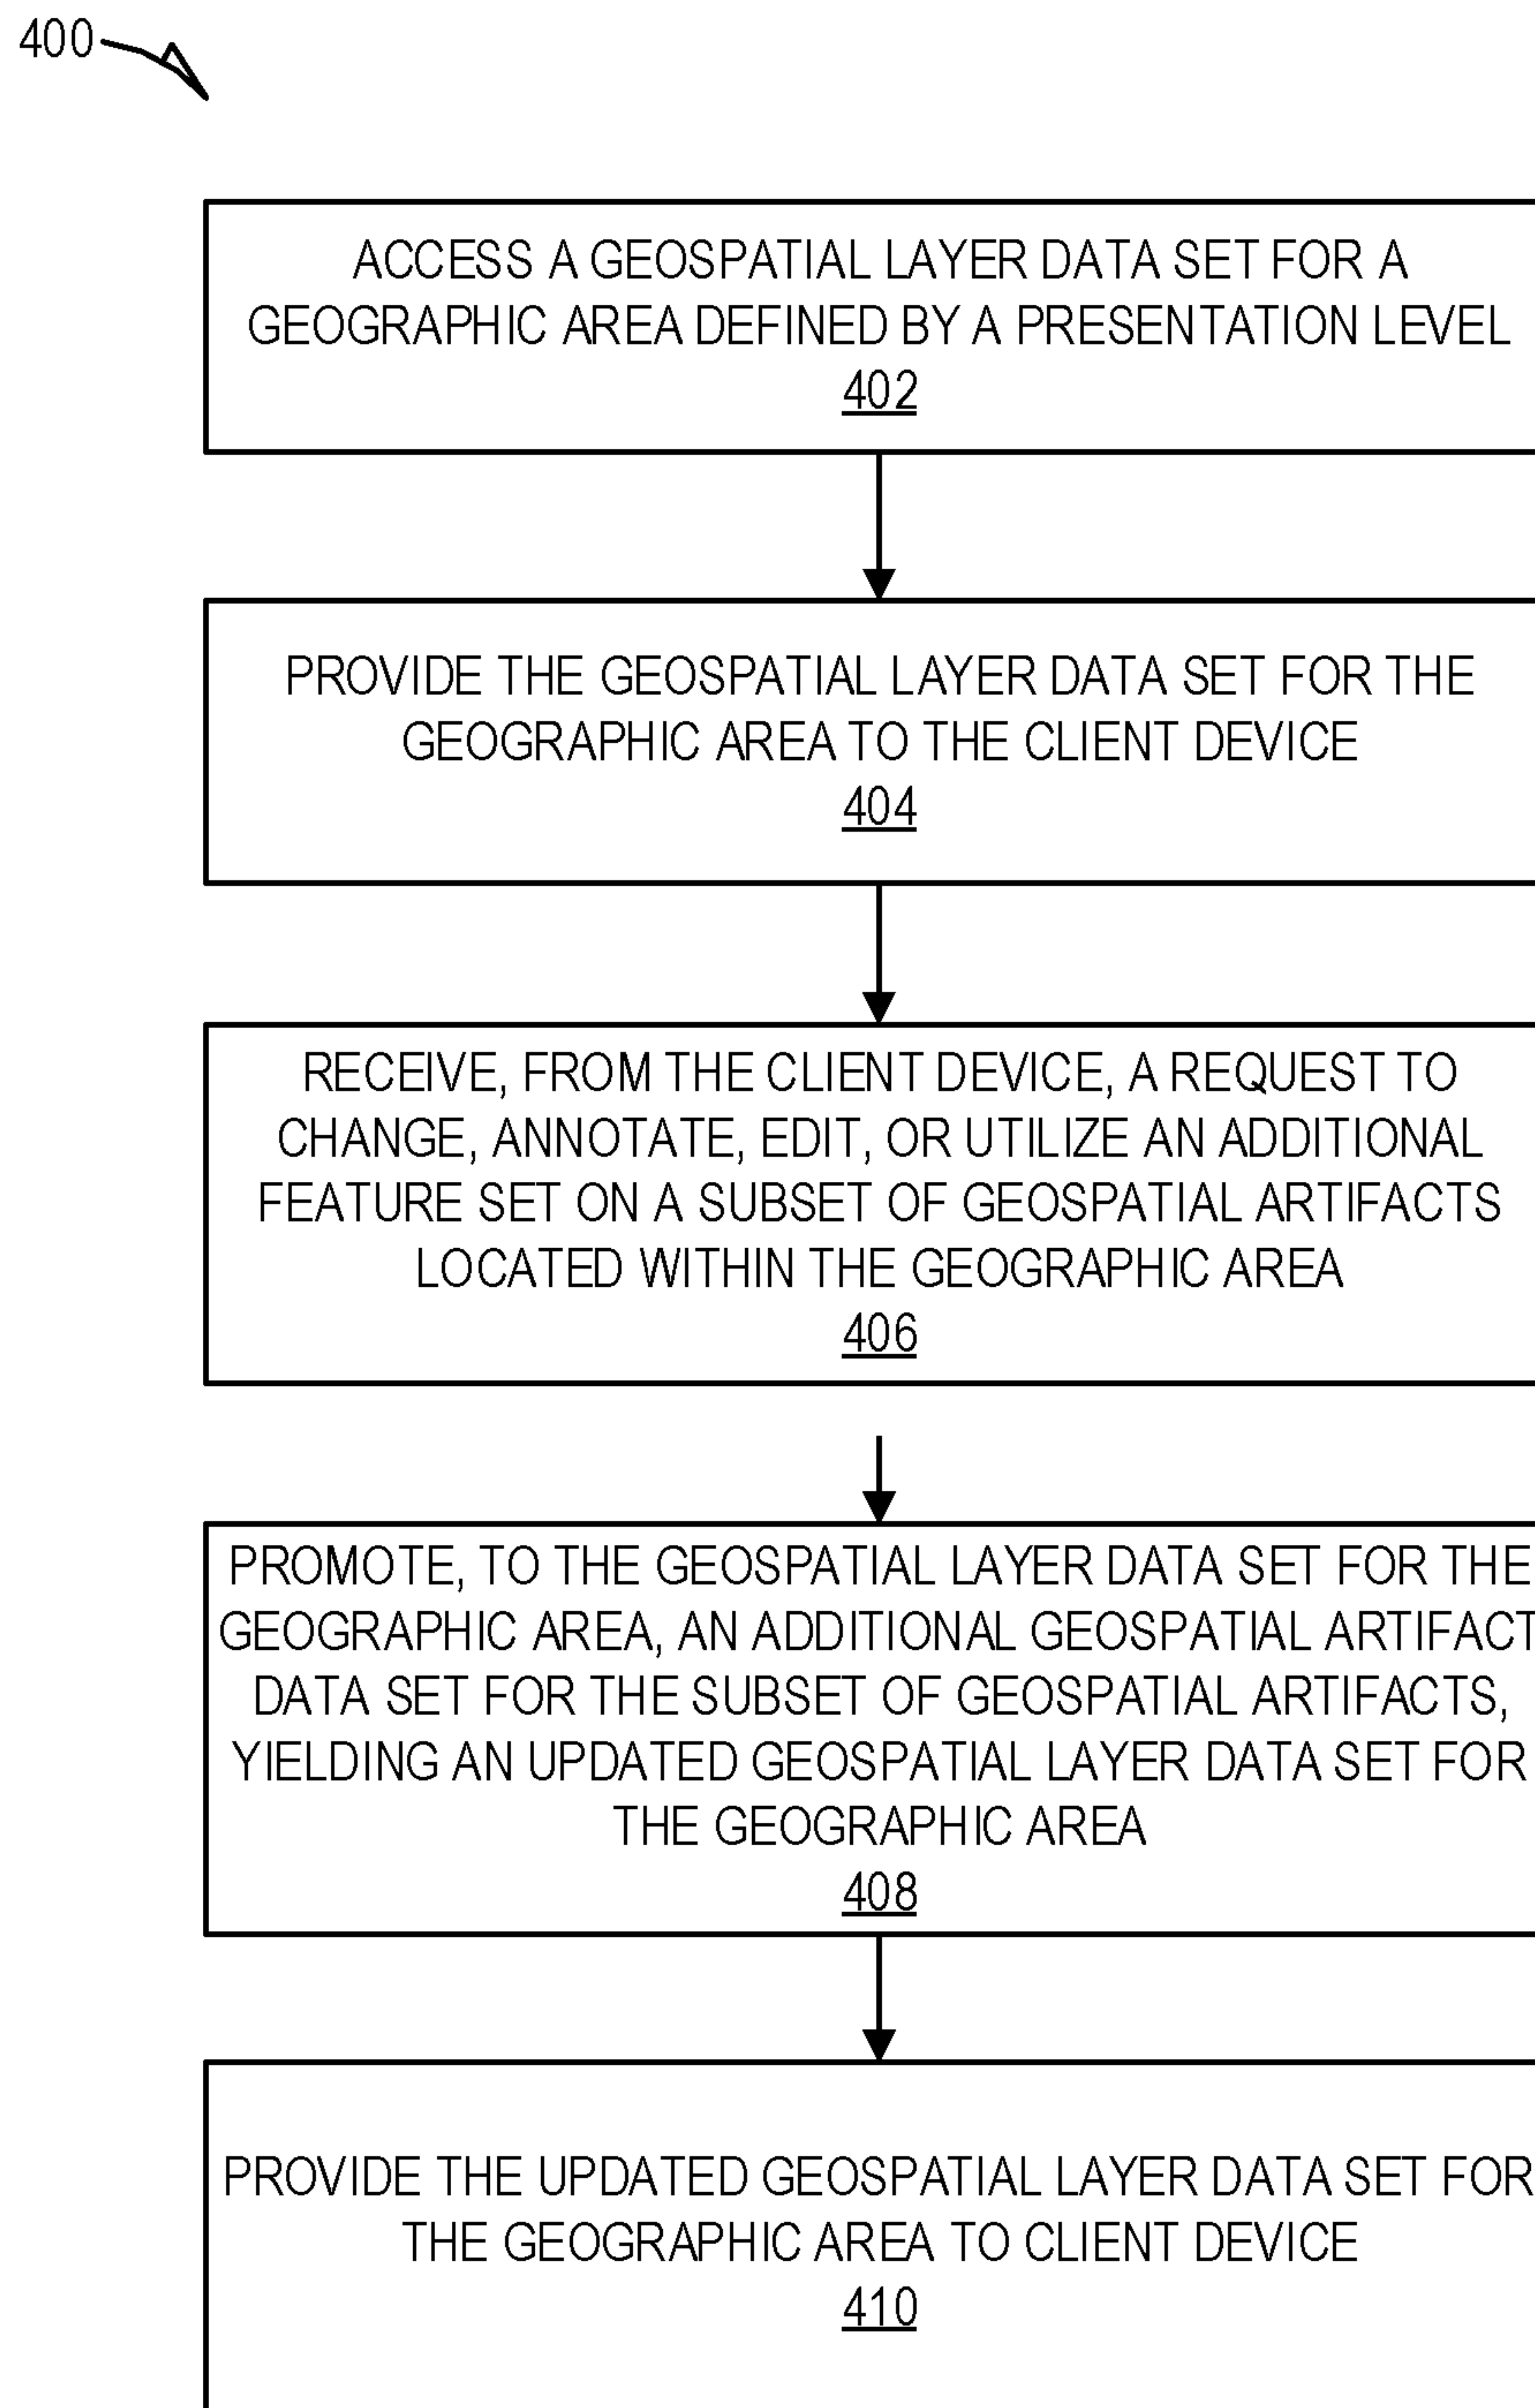 400
ACCESS A GEOSPATIAL LAYER DATA SET FOR A
GEOGRAPHIC AREA DEFINED BY A PRESENTATION LEVEL
402
PROVIDE THE GEOSPATIAL LAYER DATA SET FOR THE
GEOGRAPHIC AREA TO THE CLIENT DEVICE
404
RECEIVE, FROM THE CLIENT DEVICE, A REQUEST TO
CHANGE, ANNOTATE, EDIT, OR UTILIZE AN ADDITIONAL
FEATURE SET ON A SUBSET OF GEOSPATIAL ARTIFACTS
LOCATED WITHIN THE GEOGRAPHIC AREA
406
PROMOTE, TO THE GEOSPATIAL LAYER DATA SET FOR THE
GEOGRAPHIC AREA, AN ADDITIONAL GEOSPATIAL ARTIFACT
DATA SET FOR THE SUBSET OF GEOSPATIAL ARTIFACTS,
YIELDING AN UPDATED GEOSPATIAL LAYER DATA SET FOR
THE GEOGRAPHIC AREA
408
PROVIDE THE UPDATED GEOSPATIAL LAYER DATA SET FOR
THE GEOGRAPHIC AREA TO CLIENT DEVICE
410